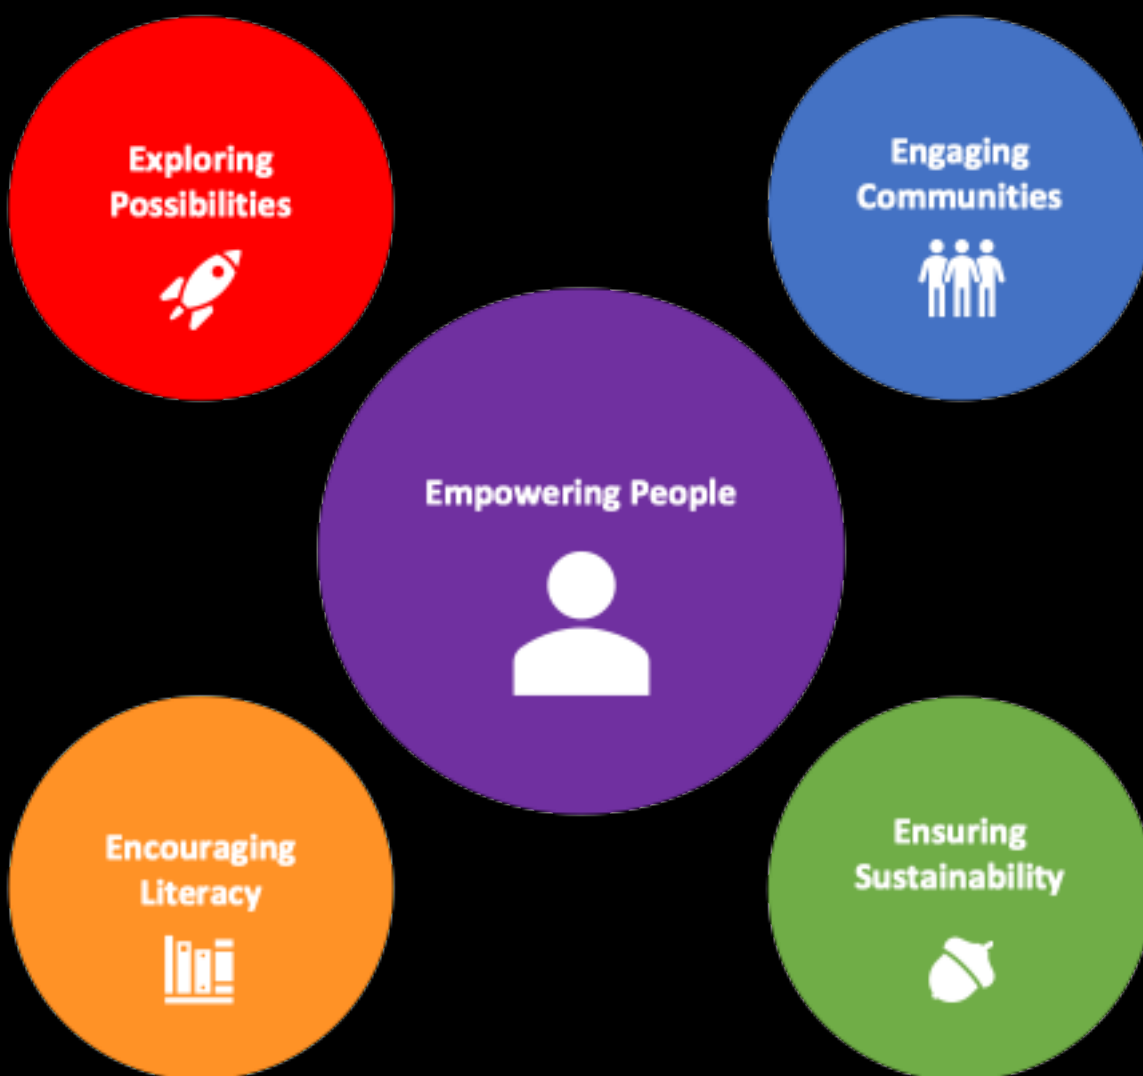 Exploring
Possibilities
Engaging
Communities
Empowering People
Encouraging
Literacy
Ensuring
Sustainability